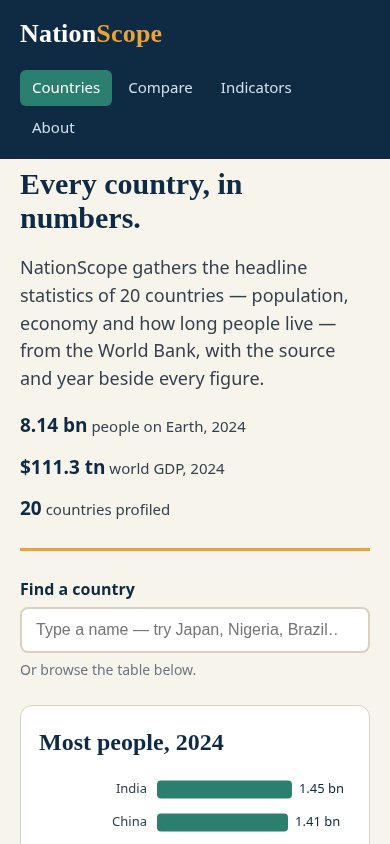 NationScope
Countries
Compare
Indicators
About
Every country, in
numbers.
NationScope gathers the headline
statistics of 20 countries — population,
economy and how long people live —
from the World Bank, with the source
and year beside every figure.
8.14 bn people on Earth, 2024
$111.3 tn world GDP, 2024
20 countries profiled
Find a country
Type a name — try Japan, Nigeria, Brazil..
Or browse the table below.
Most people, 2024
India 1.45 bn
China 1.41 bn